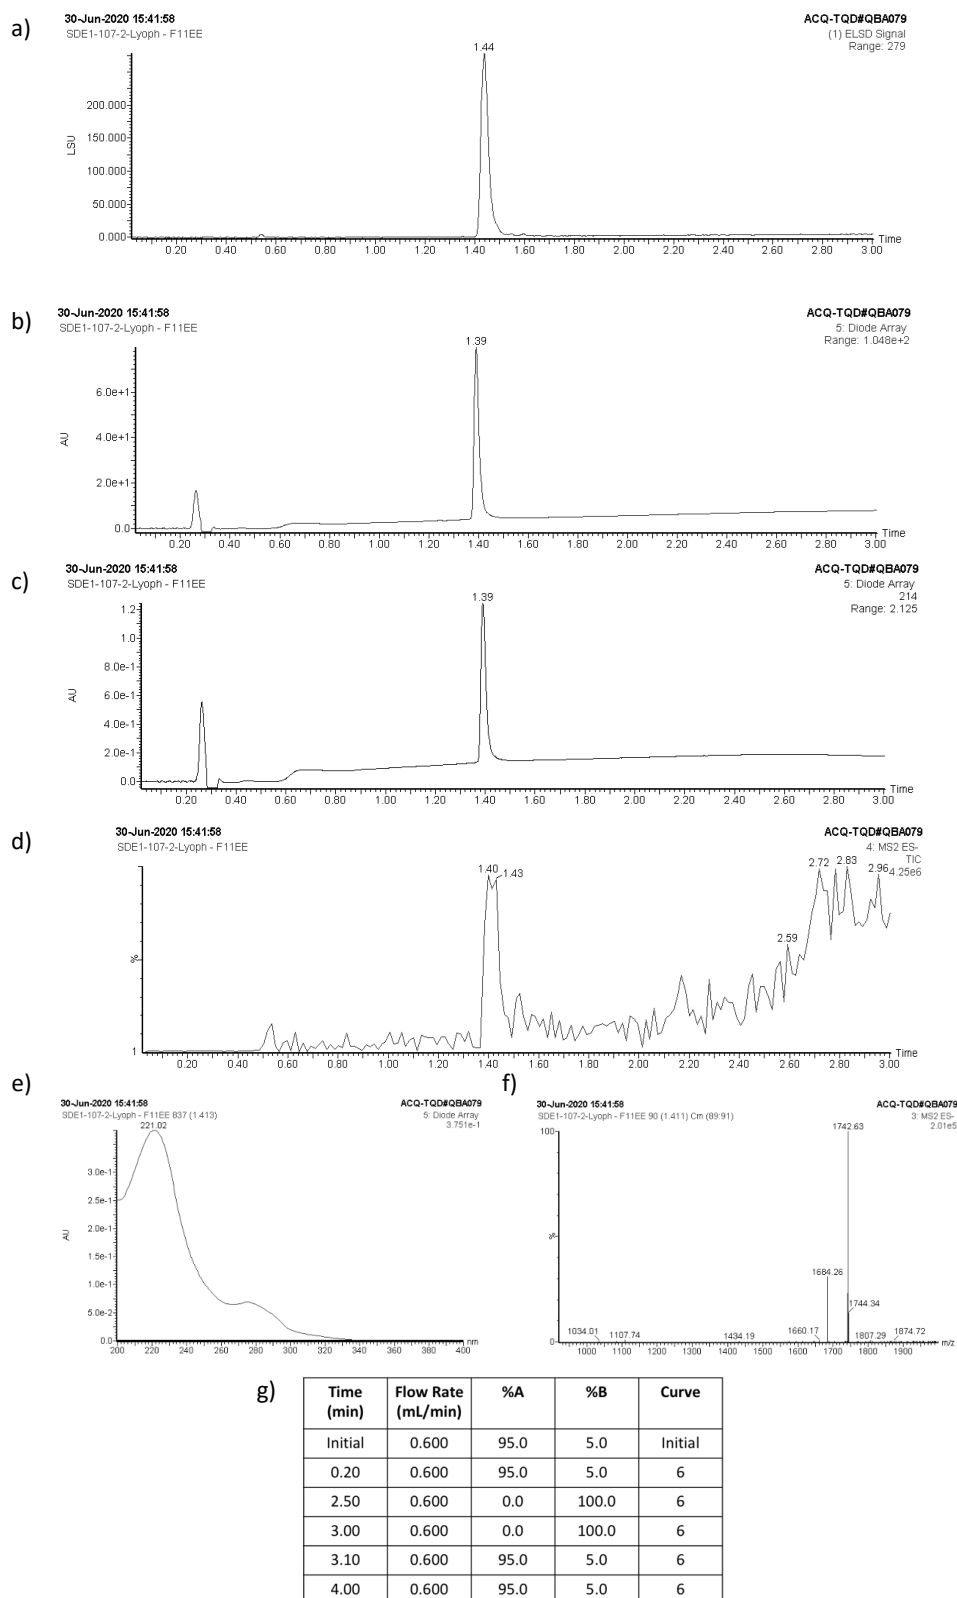 a)
30-Jun-2020 15:41:58 ACQ-TQD#QBA079
SDE1-107-2-Lyoph - F11EE (1) ELSD Signal
Range: 279
1.44
200.000
150.000
100.000
50.000
0.000
LSU
0.20 0.40 0.60 0.80 1.00 1.20 1.40 1.60 1.80 2.00 2.20 2.40 2.60 2.80 3.00 Time
b)
30-Jun-2020 15:41:58 ACQ-TQD#QBA079
SDE1-107-2-Lyoph - F11EE 5: Diode Array
Range: 1.048e+2
1.39
6.0e+1
4.0e+1
2.0e+1
0.0
AU
0.20 0.40 0.60 0.80 1.00 1.20 1.40 1.60 1.80 2.00 2.20 2.40 2.60 2.80 3.00 Time
c)
30-Jun-2020 15:41:58 ACQ-TQD#QBA079
SDE1-107-2-Lyoph - F11EE 5: Diode Array
214
Range: 2.125
1.39
1.2
1.0
8.0e-1
6.0e-1
4.0e-1
2.0e-1
0.0
AU
0.20 0.40 0.60 0.80 1.00 1.20 1.40 1.60 1.80 2.00 2.20 2.40 2.60 2.80 3.00 Time
d)
30-Jun-2020 15:41:58 ACQ-TQD#QBA079
SDE1-107-2-Lyoph - F11EE 4: MS2 ES-
TIC
4.25e6
1.40 1.43 2.59 2.72 2.83 2.96
%
1
0.20 0.40 0.60 0.80 1.00 1.20 1.40 1.60 1.80 2.00 2.20 2.40 2.60 2.80 3.00 Time
e)
30-Jun-2020 15:41:58 ACQ-TQD#QBA079
SDE1-107-2-Lyoph - F11EE 837 (1.413) 5: Diode Array
3.751e-1
221.02
3.0e-1
2.5e-1
2.0e-1
1.5e-1
1.0e-1
5.0e-2
0.0
AU
200 220 240 260 280 300 320 340 360 380 400 nm
f)
30-Jun-2020 15:41:58 ACQ-TQD#QBA079
SDE1-107-2-Lyoph - F11EE 90 (1.411) Cm (89:91) 3: MS2 ES-
2.01e5
1742.63
100
%
0
1684.26
1744.34
1034.01 1107.74 1434.19 1660.17 1807.29 1874.72
1000 1100 1200 1300 1400 1500 1600 1700 1800 1900 m/z
g)
Time (min) Flow Rate (mL/min) %A %B Curve
Initial 0.600 95.0 5.0 Initial
0.20 0.600 95.0 5.0 6
2.50 0.600 0.0 100.0 6
3.00 0.600 0.0 100.0 6
3.10 0.600 95.0 5.0 6
4.00 0.600 95.0 5.0 6